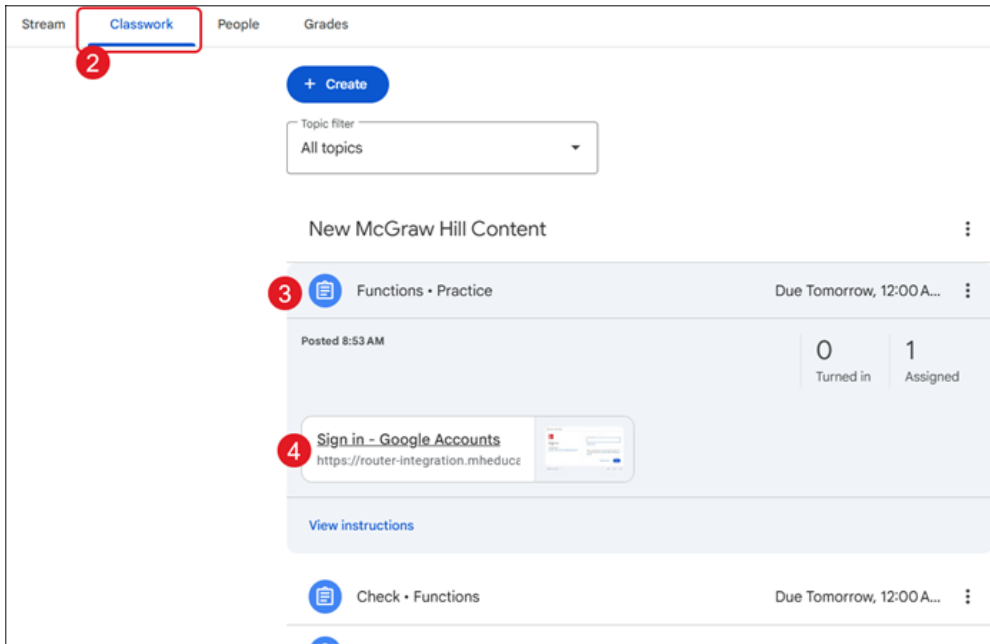 Stream Classwork People Grades
2
+ Create
Topic filter
All topics
New McGraw Hill Content
3 Functions • Practice Due Tomorrow, 12:00 A...
Posted 8:53 AM
0 1
Turned in Assigned
4 Sign in - Google Accounts
https://router-integration.mheduca
View instructions
Check • Functions Due Tomorrow, 12:00 A...